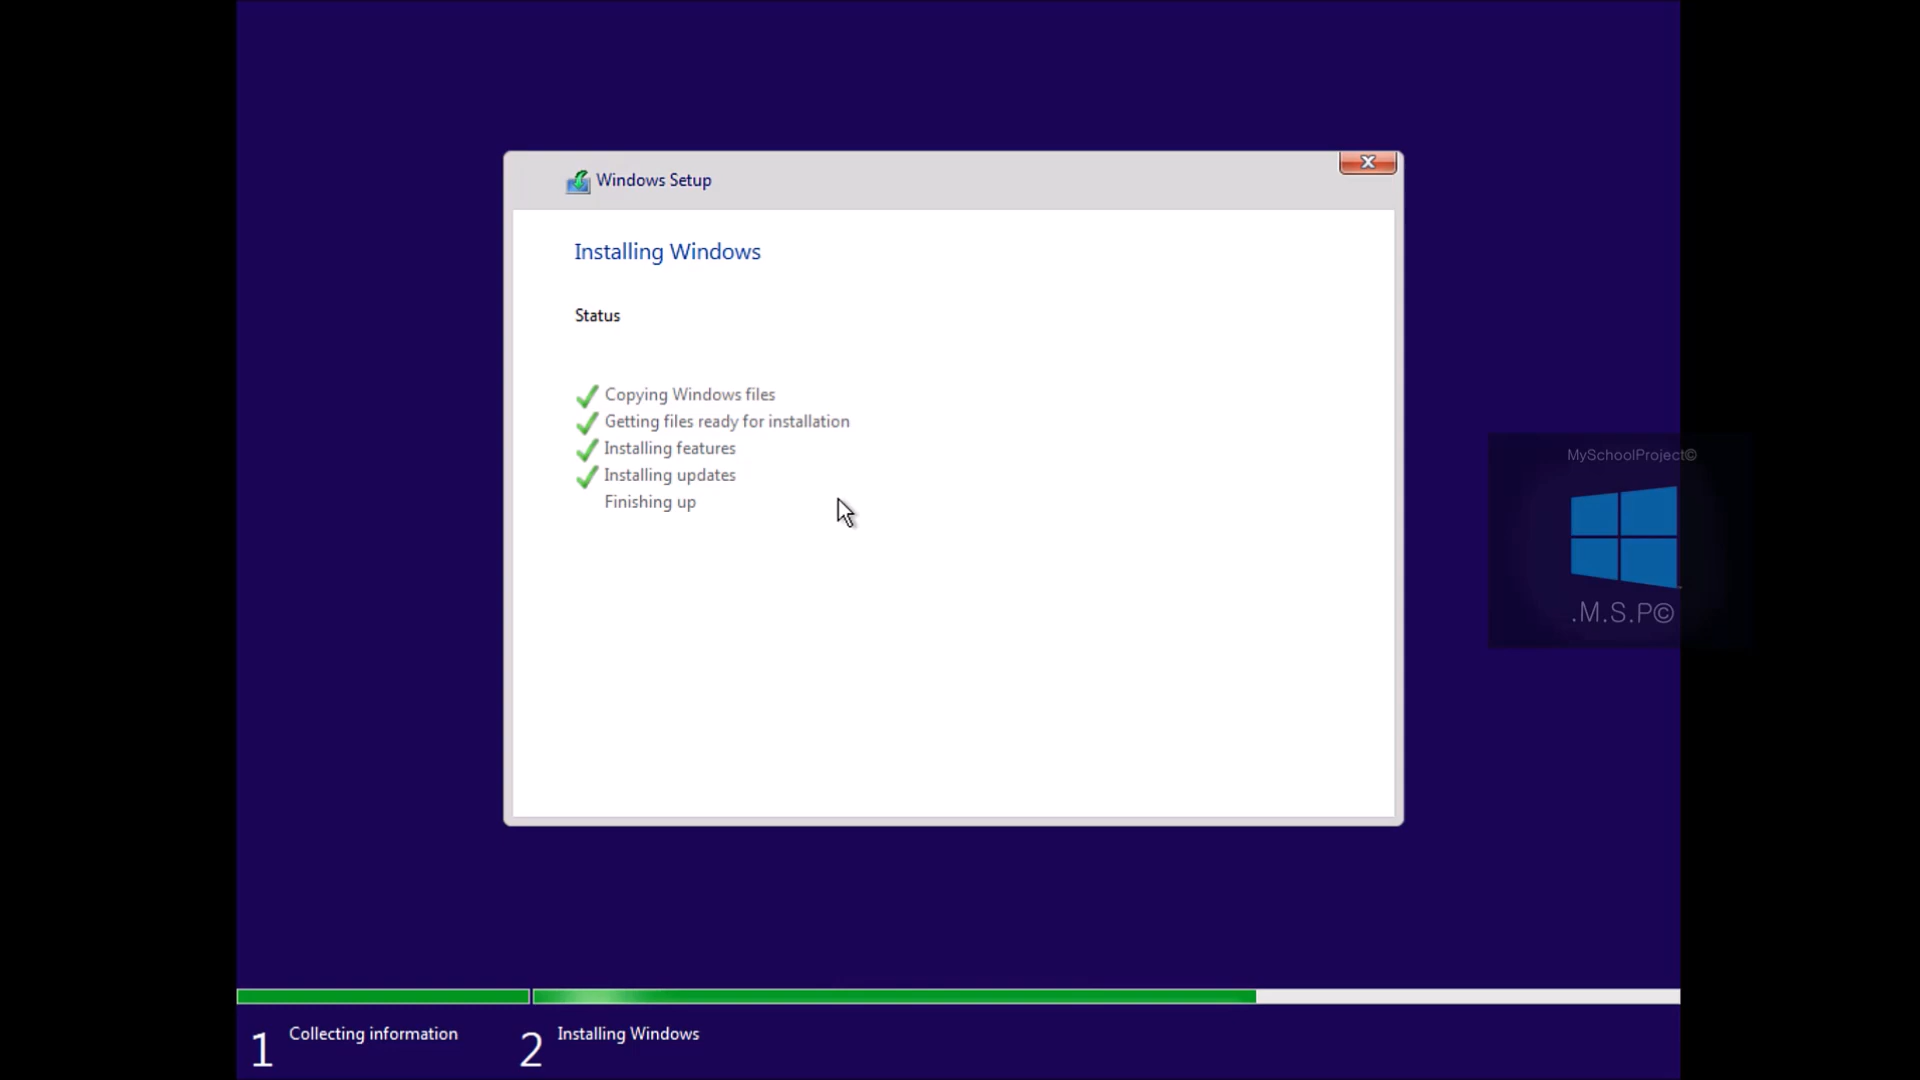 Windows Setup
Installing Windows
Status
Copying Windows files
Getting files ready for installation
Installing features
Installing updates
Finishing up
MySchoolProject©
.M.S.P©
1 Collecting information
2 Installing Windows